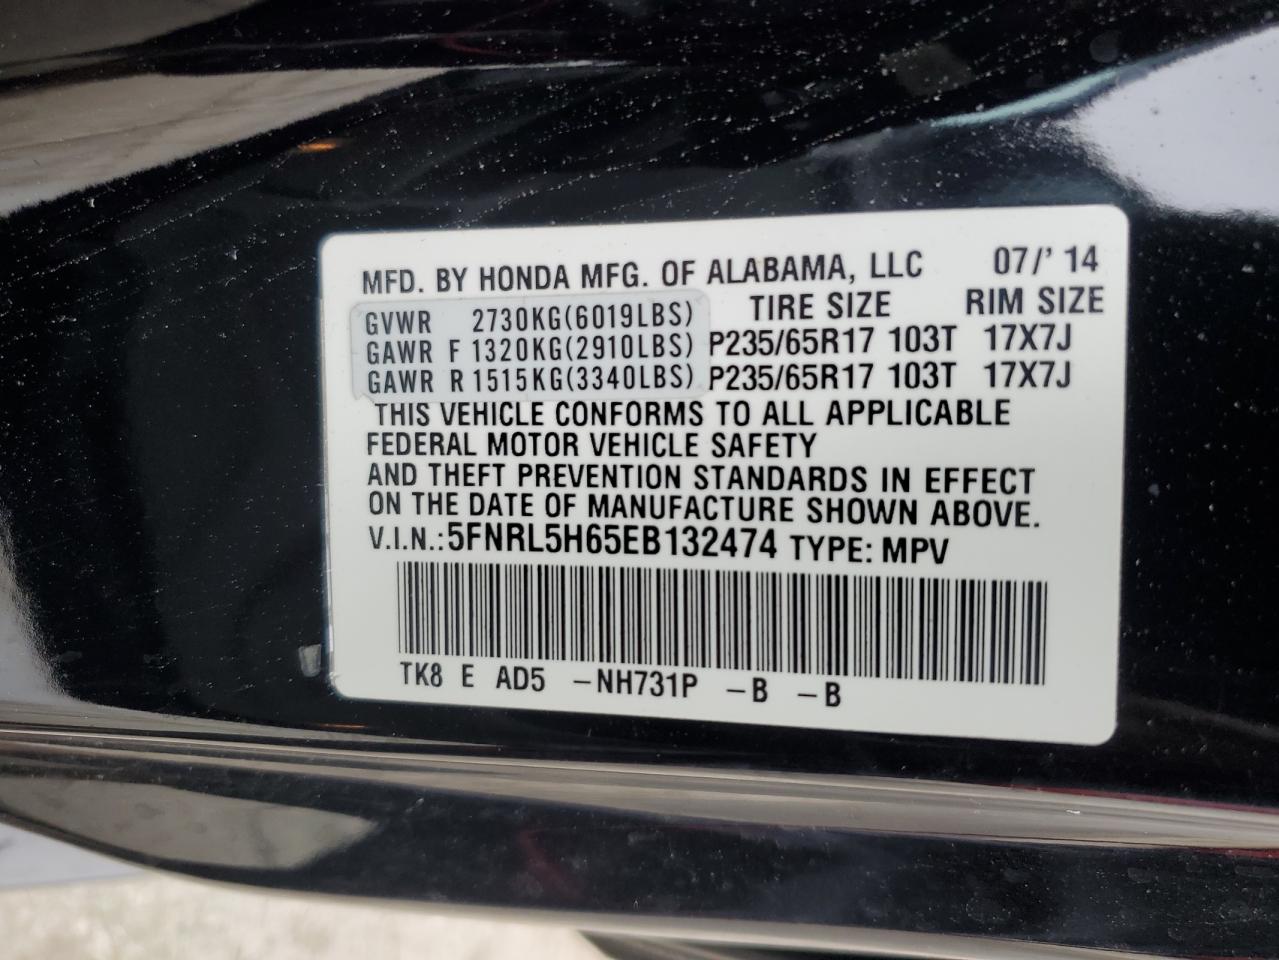 MFD. BY HONDA MFG. OF ALABAMA, LLC 07/' 14
GVWR 2730KG(6019LBS) TIRE SIZE RIM SIZE
GAWR F 1320KG(2910LBS) P235/65R17 103T 17X7J
GAWR R 1515KG(3340LBS) P235/65R17 103T 17X7J
THIS VEHICLE CONFORMS TO ALL APPLICABLE
FEDERAL MOTOR VEHICLE SAFETY
AND THEFT PREVENTION STANDARDS IN EFFECT
ON THE DATE OF MANUFACTURE SHOWN ABOVE.
V.I.N.:5FNRL5H65EB132474 TYPE: MPV
TK8 E AD5 -NH731P -B -B